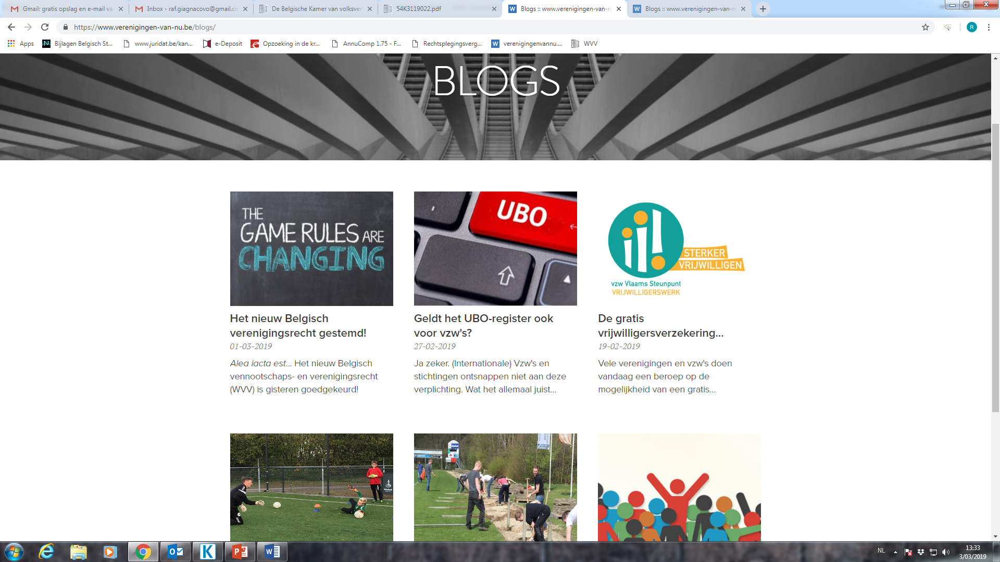 Gmail: gratis opslag en e-mail va
Inbox - raf.giagnacovo@gmail.co
De Belgische Kamer van volksver
54K3119022.pdf
Blogs :: www.verenigingen-van-n
Blogs :: www.verenigingen-van-n
https://www.verenigingen-van-nu.be/blogs/
R
Apps
Bijlagen Belgisch St...
www.juridat.be/kan...
e-Deposit
Opzoeking in de kr...
AnnuComp 1.75 - F...
Rechtsplegingsverg...
verenigingenvannu....
WVV
BLOGS
THE
GAME RULES ARE
CHANGING
UBO
STERKER
VRIJWILLIGEN
vzw Vlaams Steunpunt
VRIJWILLIGERSWERK
Het nieuw Belgisch
verenigingsrecht gestemd!
01-03-2019
Alea iacta est... Het nieuw Belgisch
vennootschaps- en verenigingsrecht
(WVV) is gisteren goedgekeurd!
Geldt het UBO-register ook
voor vzw's?
27-02-2019
Ja zeker. (Internationale) Vzw's en
stichtingen ontsnappen niet aan deze
verplichting. Wat het allemaal juist...
De gratis
vrijwilligersverzekering...
19-02-2019
Vele verenigingen en vzw's doen
vandaag een beroep op de
mogelijkheid van een gratis...
NL
13:33
3/03/2019